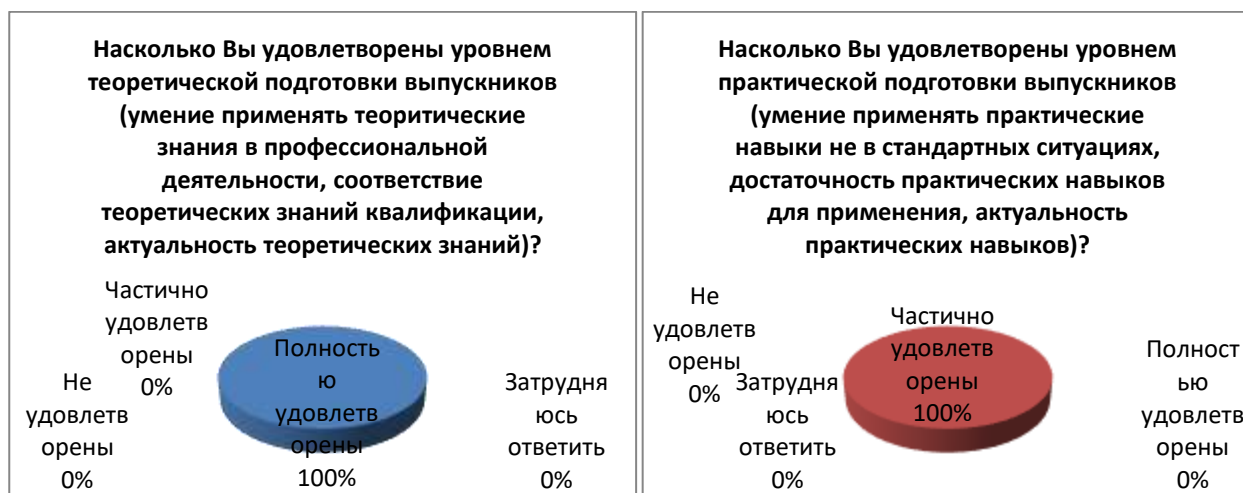 Насколько Вы удовлетворены уровнем
теоретической подготовки выпускников
(умение применять теоритические
знания в профессиональной
деятельности, соответствие
теоретических знаний квалификации,
актуальность теоретических знаний)?
Частично
удовлетв
орены
0%
Не
удовлетв
орены
0%
Полность
ю
удовлетв
орены
100%
Затрудня
юсь
ответить
0%
Насколько Вы удовлетворены уровнем
практической подготовки выпускников
(умение применять практические
навыки не в стандартных ситуациях,
достаточность практических навыков
для применения, актуальность
практических навыков)?
Не
удовлетв
орены
0%
Затрудня
юсь
ответить
0%
Частично
удовлетв
орены
100%
Полност
ью
удовлетв
орены
0%